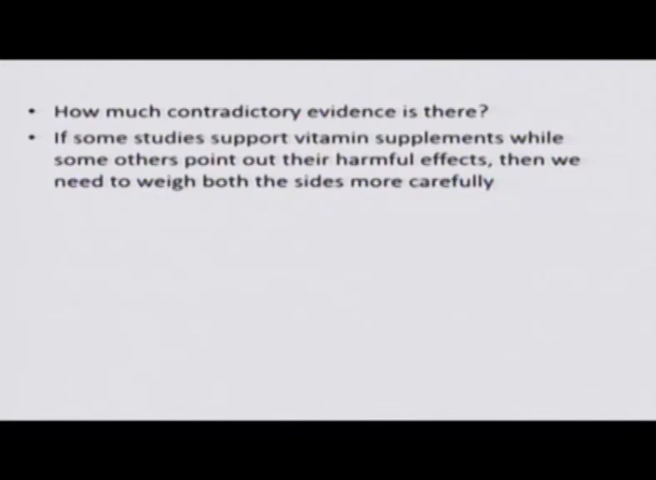 • How much contradictory evidence is there?
• If some studies support vitamin supplements while
some others point out their harmful effects, then we
need to weigh both the sides more carefully